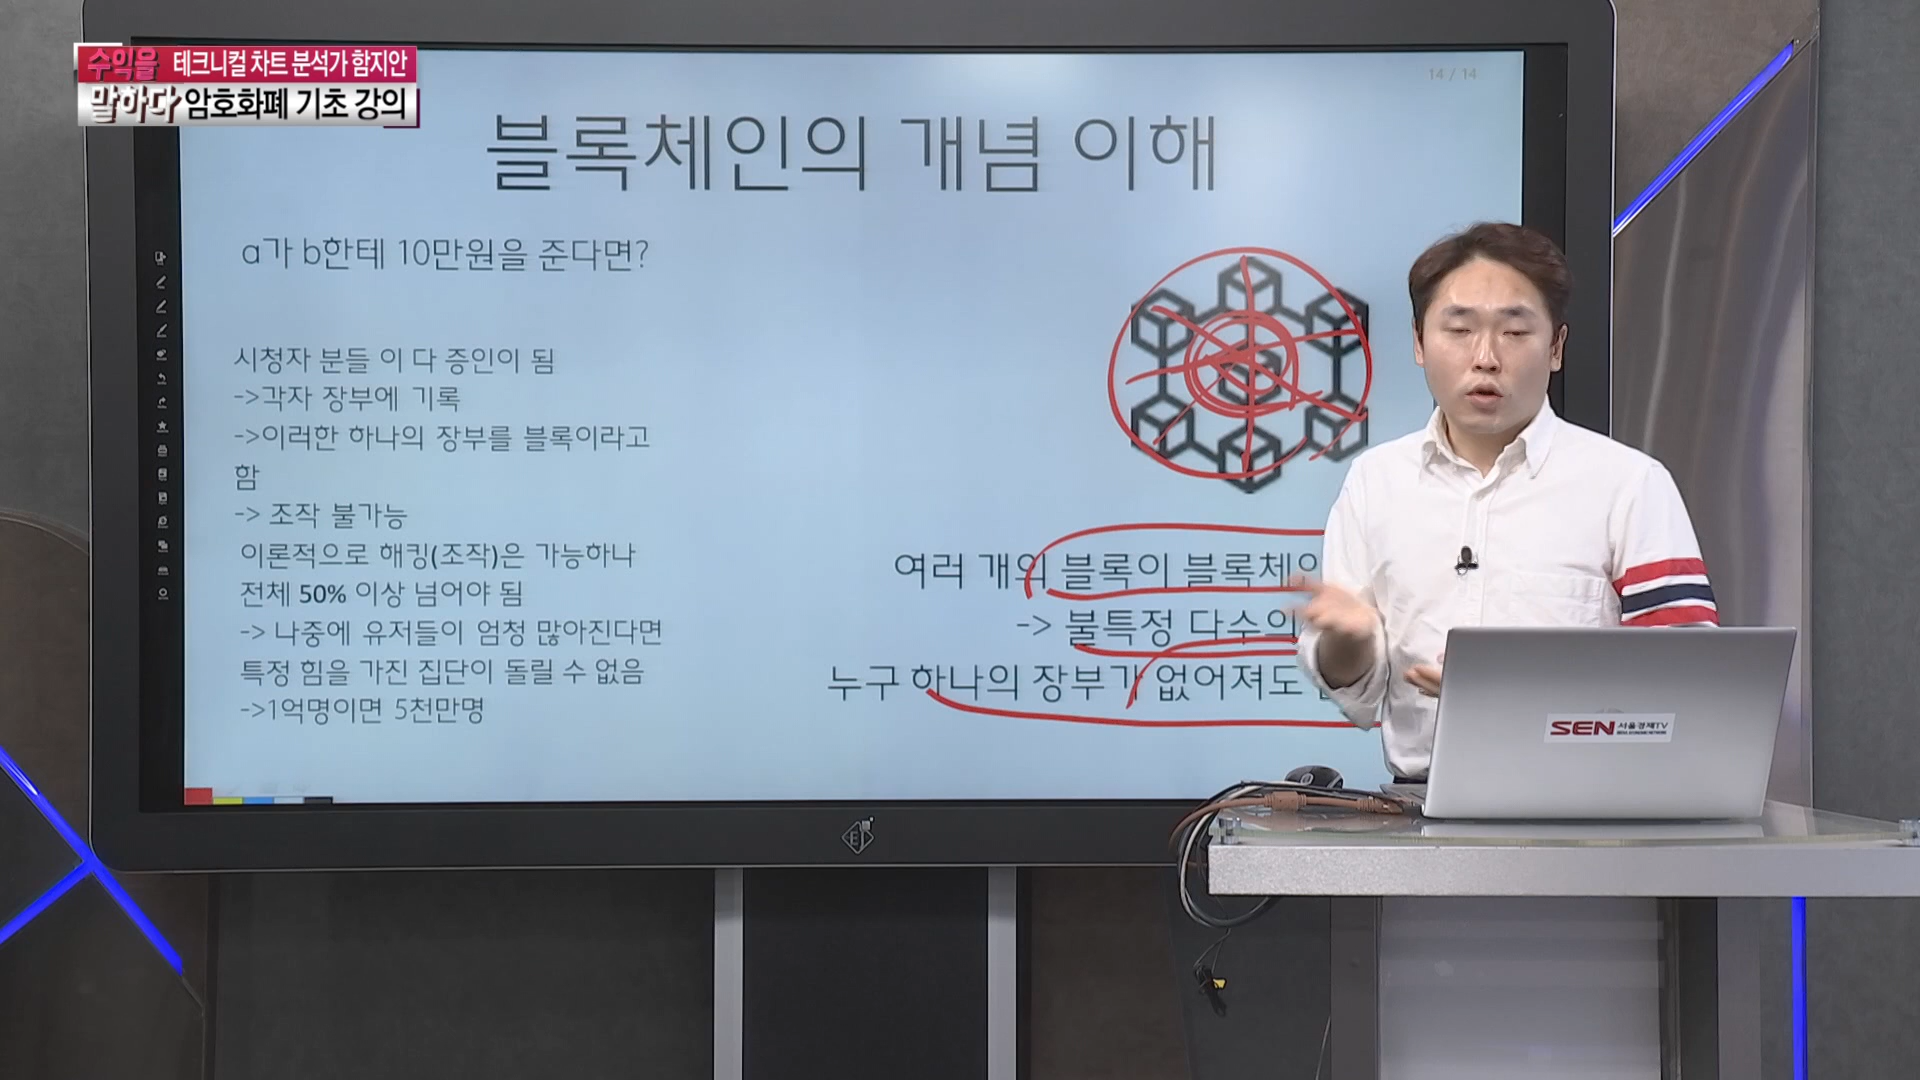 수익을 말하다
테크니컬 차트 분석가 함지안
암호화폐 기초 강의
14 / 14
블록체인의 개념 이해
a가 b한테 10만원을 준다면?
시청자 분들 이 다 증인이 됨
->각자 장부에 기록
->이러한 하나의 장부를 블록이라고
함
-> 조작 불가능
이론적으로 해킹(조작)은 가능하나
전체 50% 이상 넘어야 됨
-> 나중에 유저들이 엄청 많아진다면
특정 힘을 가진 집단이 돌릴 수 없음
->1억명이면 5천만명
여러 개의 블록이 블록체인
-> 불특정 다수의
누구 하나의 장부가 없어져도
SEN 서울경제TV